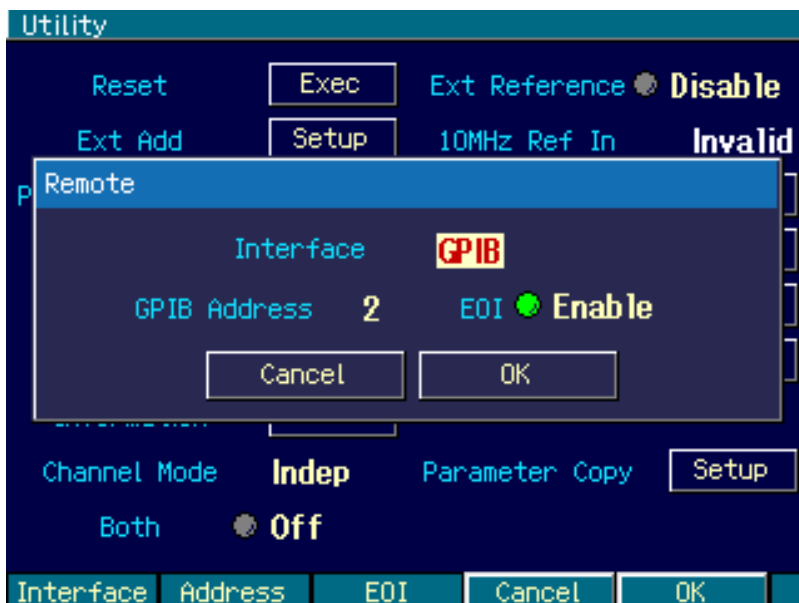 Utility
Reset Exec Ext Reference Disable
Ext Add Setup 10MHz Ref In Invalid
P
Remote
Interface GPIB
GPIB Address 2 EOI Enable
Cancel OK
Channel Mode Indep Parameter Copy Setup
Both Off
Interface Address EOI Cancel OK